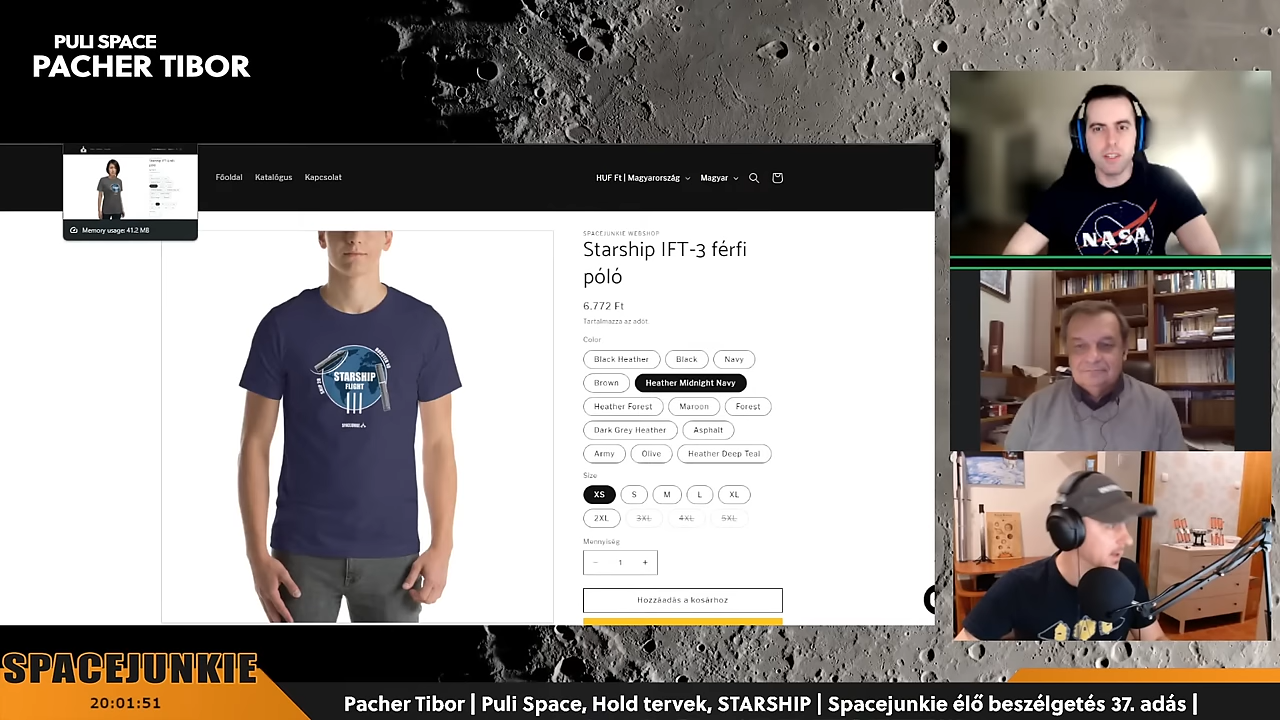 PULI SPACE
PACHER TIBOR
Főoldal Katalógus Kapcsolat
HUF Ft | Magyarország Magyar
Memory usage: 41.2 MB
SPACEJUNKIE WEBSHOP
Starship IFT-3 férfi
póló
6.772 Ft
Tartalmazza az adót.
Color
Black Heather Black Navy
Brown Heather Midnight Navy
Heather Forest Maroon Forest
Dark Grey Heather Asphalt
Army Olive Heather Deep Teal
Size
XS S M L XL
2XL 3XL 4XL 5XL
Mennyiség
− 1 +
Hozzáadás a kosárhoz
STARSHIP
FLIGHT
SPACEJUNKIE
NASA
SPACEJUNKIE
20:01:51
Pacher Tibor | Puli Space, Hold tervek, STARSHIP | Spacejunkie élő beszélgetés 37. adás |